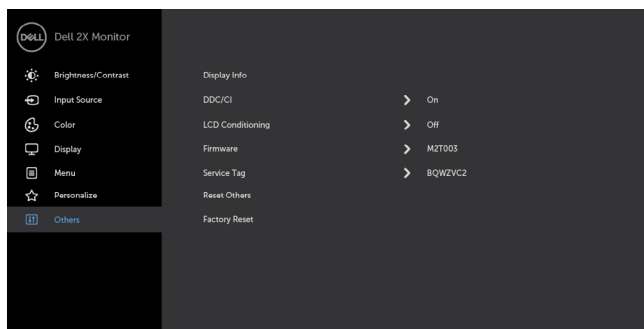 DELL Dell 2X Monitor
Brightness/Contrast
Input Source
Color
Display
Menu
Personalize
Others
Display Info
DDC/CI > On
LCD Conditioning > Off
Firmware > M2T003
Service Tag > BQWZVC2
Reset Others
Factory Reset